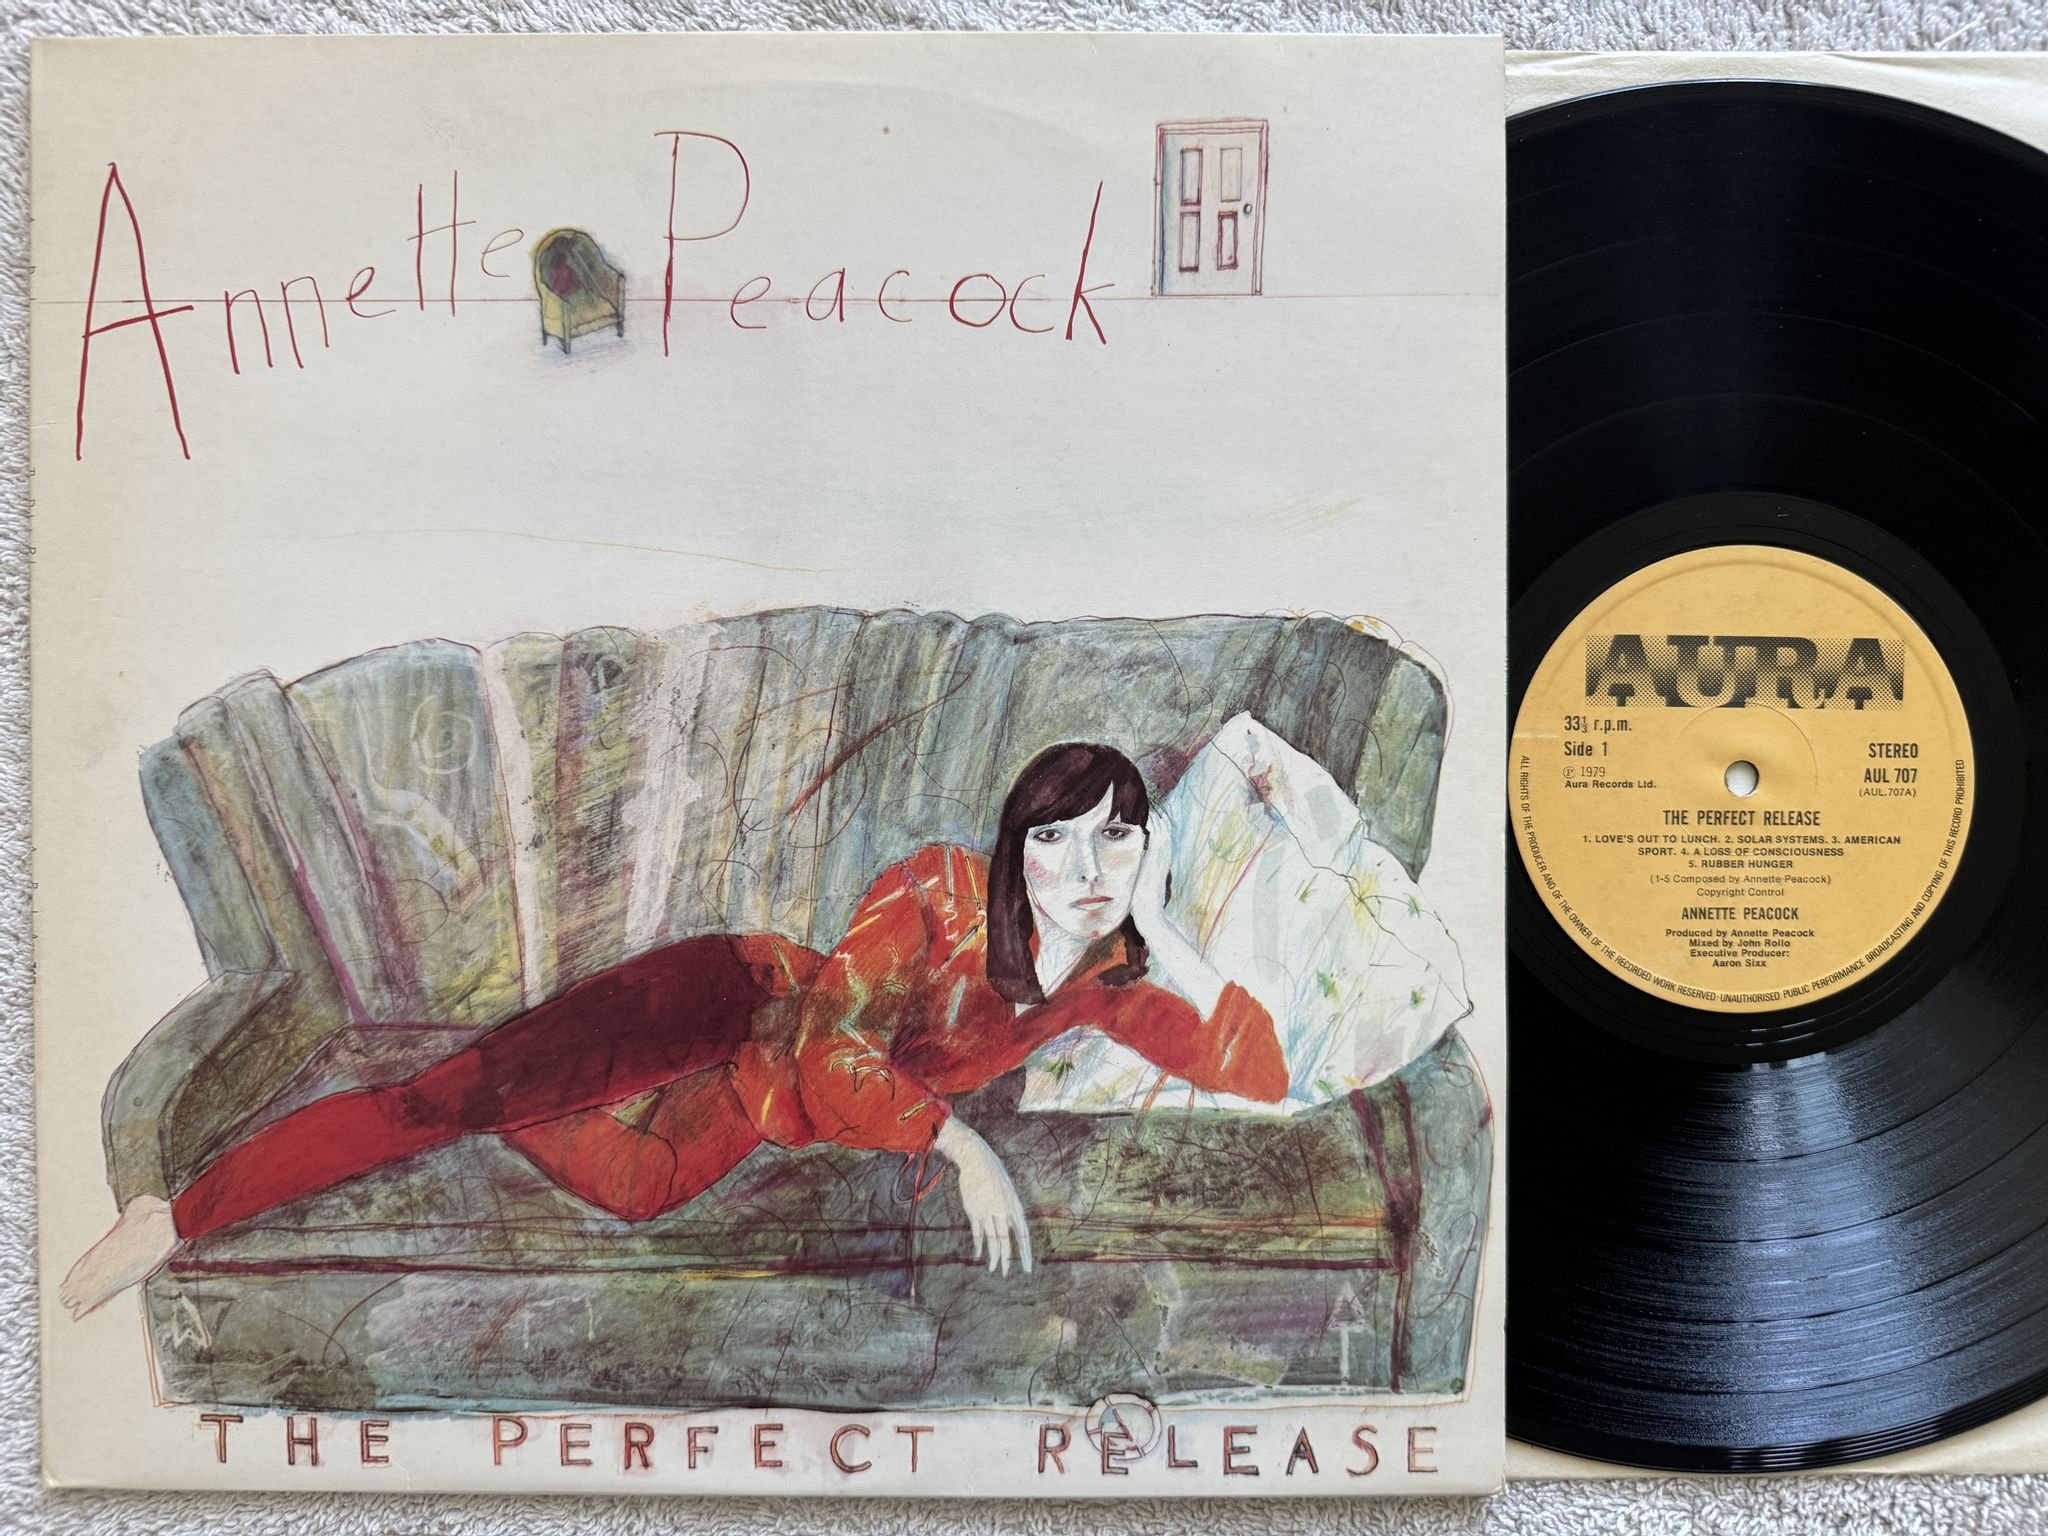 Annette Peacock
THE PERFECT RELEASE
AURA
33⅓ r.p.m.
Side 1
℗ 1979
Aura Records Ltd.
STEREO
AUL 707
(AUL.707A)
THE PERFECT RELEASE
1. LOVE'S OUT TO LUNCH. 2. SOLAR SYSTEMS. 3. AMERICAN
SPORT. 4. A LOSS OF CONSCIOUSNESS
5. RUBBER HUNGER
(1-5 Composed by Annette Peacock)
Copyright Control
ANNETTE PEACOCK
Produced by Annette Peacock
Mixed by John Rollo
Executive Producer:
Aaron Sixx
ALL RIGHTS OF THE PRODUCER AND OF THE OWNER OF THE RECORDED WORK RESERVED·UNAUTHORISED PUBLIC PERFORMANCE BROADCASTING AND COPYING OF THIS RECORD PROHIBITED